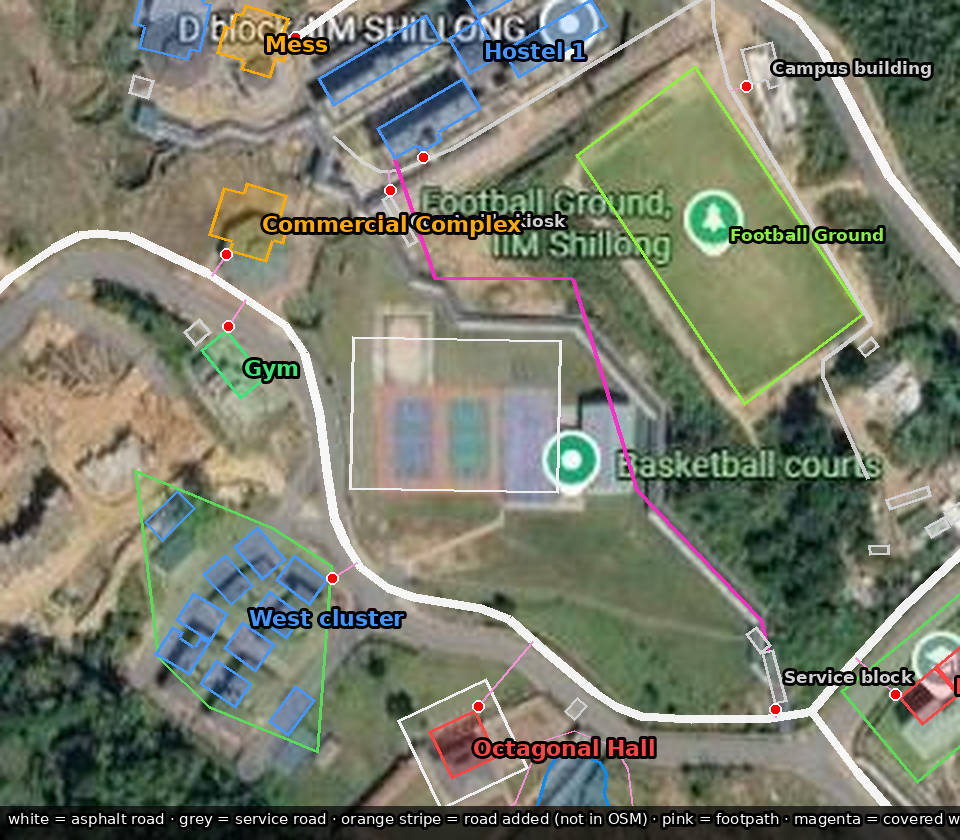 D block, IIM SHILLONG
Mess
Hostel 1
Campus building
Football Ground,
IIM Shillong
Commercial Complex
kiosk
Football Ground
Gym
Basketball courts
West cluster
Service block
Octagonal Hall
white = asphalt road · grey = service road · orange stripe = road added (not in OSM) · pink = footpath · magenta = covered w